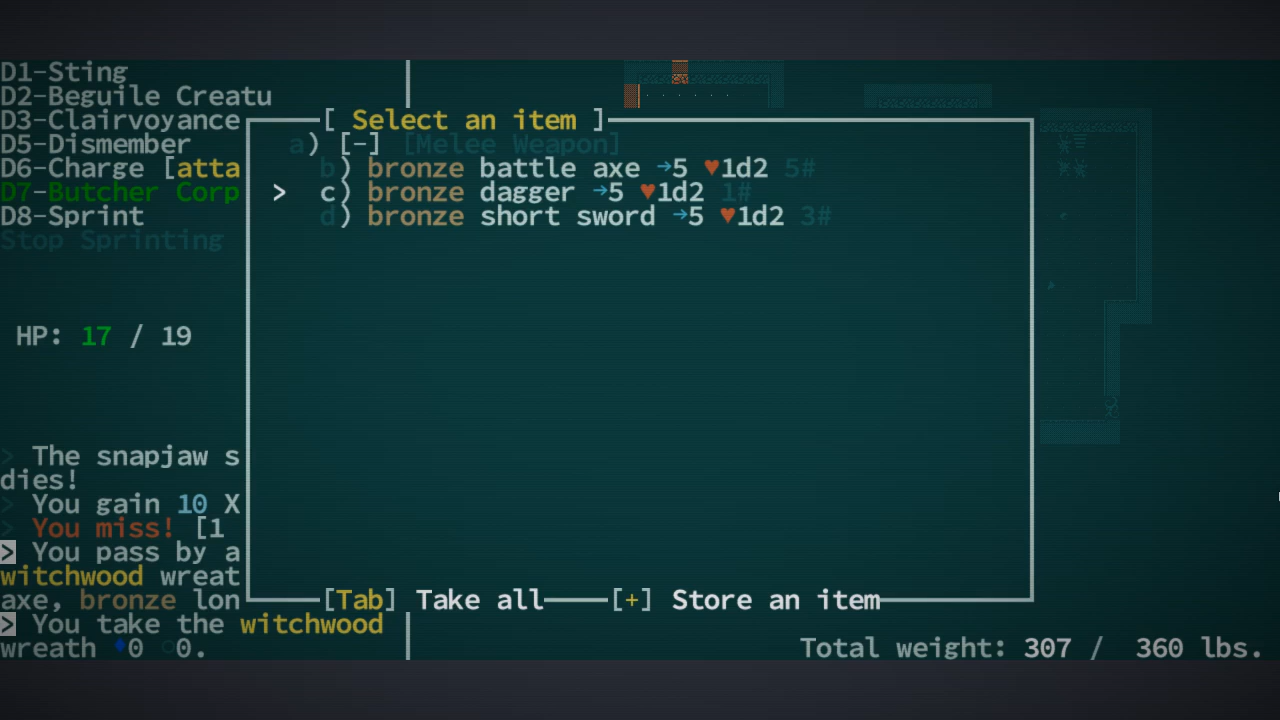 D1-Sting
D2-Beguile Creatu
D3-Clairvoyance
D5-Dismember
D6-Charge [atta
D7-Butcher Corp
D8-Sprint
Stop Sprinting
HP: 17 / 19
> The snapjaw s
dies!
> You gain 10 X
> You miss! [1
> You pass by a
witchwood wreat
axe, bronze lon
> You take the witchwood
wreath ♦0 ○0.
[ Select an item ]
a) [-] [Melee Weapon]
b) bronze battle axe →5 ♥1d2 5#
> c) bronze dagger →5 ♥1d2 1#
d) bronze short sword →5 ♥1d2 3#
[Tab] Take all [+] Store an item
Total weight: 307 / 360 lbs.